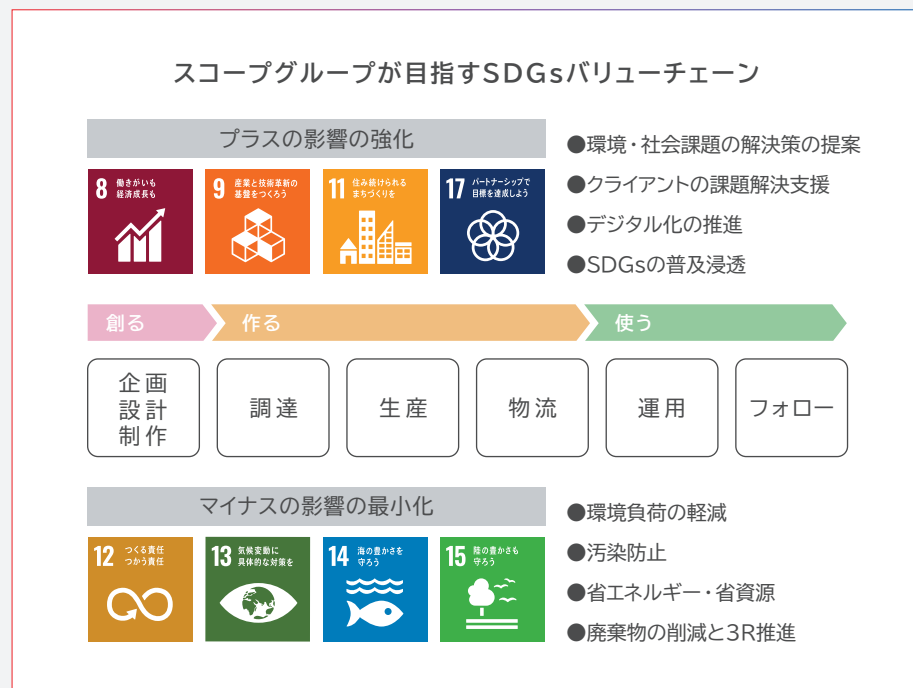 スコープグループが目指すSDGsバリューチェーン
プラスの影響の強化
8 働きがいも
経済成長も
9 産業と技術革新の
基盤をつくろう
11 住み続けられる
まちづくりを
17 パートナーシップで
目標を達成しよう
●環境・社会課題の解決策の提案
●クライアントの課題解決支援
●デジタル化の推進
●SDGsの普及浸透
創る
作る
使う
企画
設計
制作
調達
生産
物流
運用
フォロー
マイナスの影響の最小化
12 つくる責任
つかう責任
13 気候変動に
具体的な対策を
14 海の豊かさを
守ろう
15 陸の豊かさも
守ろう
●環境負荷の軽減
●汚染防止
●省エネルギー・省資源
●廃棄物の削減と3R推進